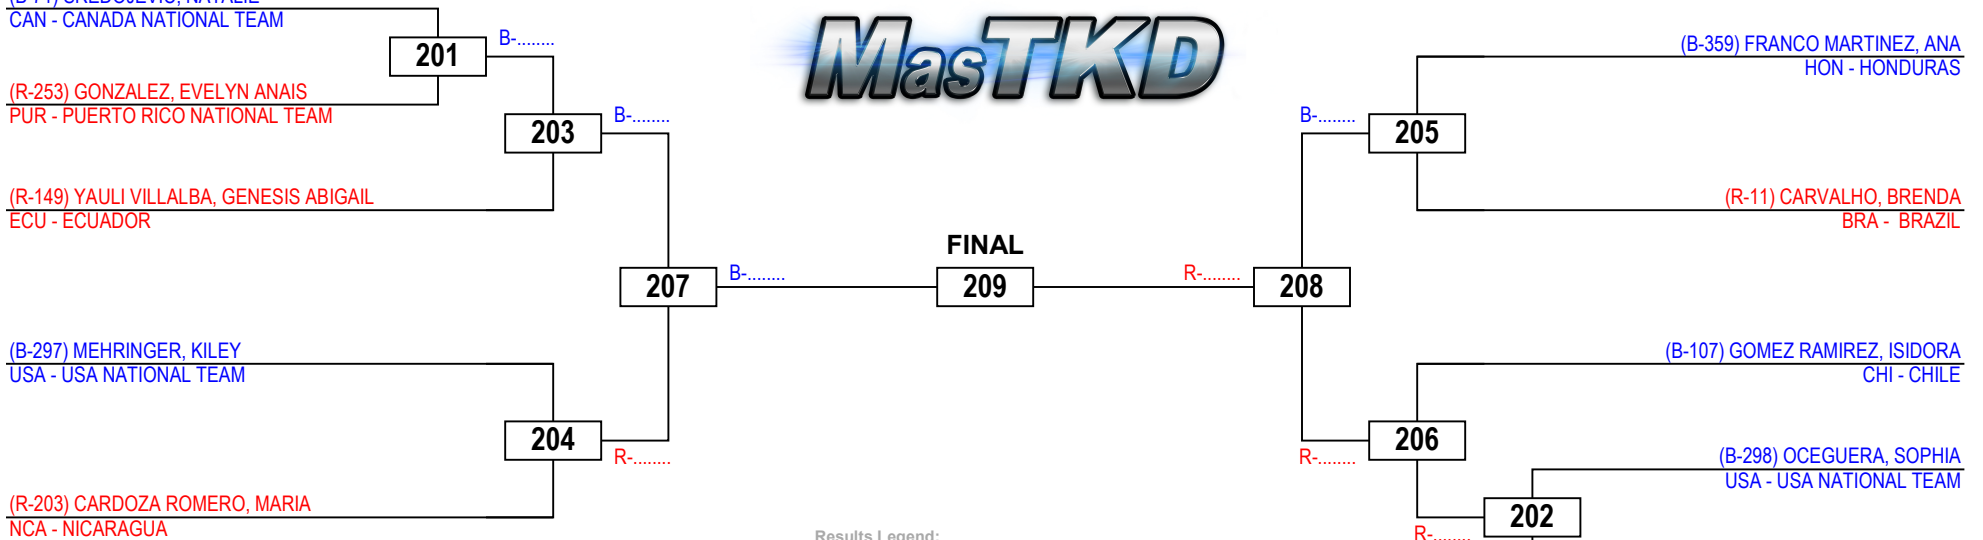 CAN - CANADA NATIONAL TEAM
201
B-........
(R-253) GONZALEZ, EVELYN ANAIS
PUR - PUERTO RICO NATIONAL TEAM
203
B-........
(R-149) YAULI VILLALBA, GENESIS ABIGAIL
ECU - ECUADOR
207
B-........
(B-297) MEHRINGER, KILEY
USA - USA NATIONAL TEAM
204
R-........
(R-203) CARDOZA ROMERO, MARIA
NCA - NICARAGUA
MasTKD
FINAL
209
Results Legend:
(B-359) FRANCO MARTINEZ, ANA
HON - HONDURAS
B-........
205
(R-11) CARVALHO, BRENDA
BRA - BRAZIL
R-........
208
(B-107) GOMEZ RAMIREZ, ISIDORA
CHI - CHILE
206
R-........
(B-298) OCEGUERA, SOPHIA
USA - USA NATIONAL TEAM
202
R-........